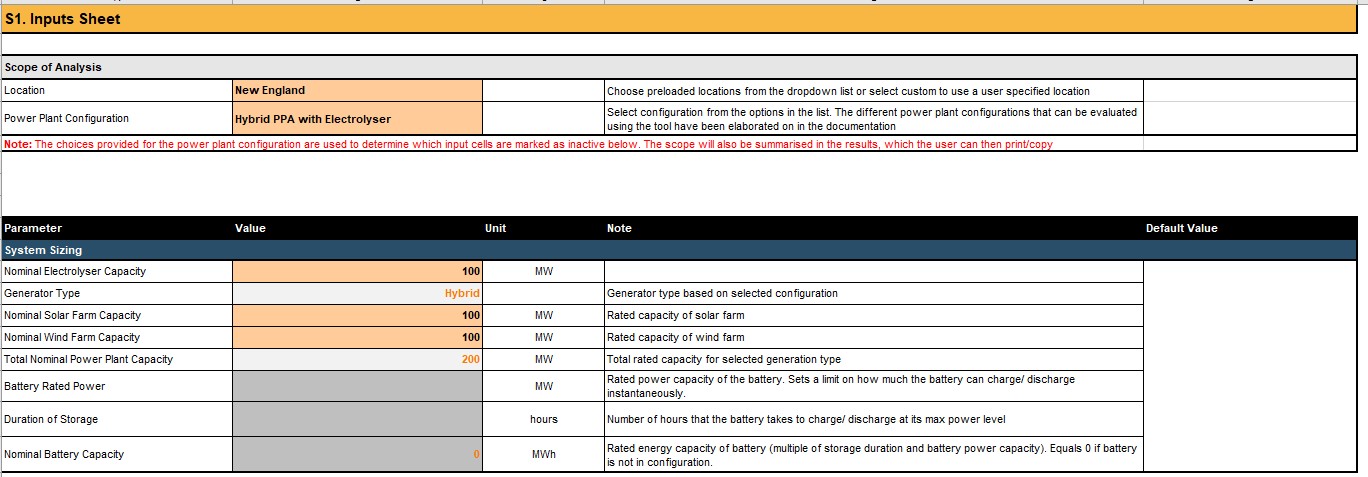 S1. Inputs Sheet
Scope of Analysis
Location New England Choose preloaded locations from the dropdown list or select custom to use a user specified location
Power Plant Configuration Hybrid PPA with Electrolyser Select configuration from the options in the list. The different power plant configurations that can be evaluated
using the tool have been elaborated on in the documentation
Note: The choices provided for the power plant configuration are used to determine which input cells are marked as inactive below. The scope will also be summarised in the results, which the user can then print/copy
Parameter Value Unit Note Default Value
System Sizing
Nominal Electrolyser Capacity 100 MW
Generator Type Hybrid Generator type based on selected configuration
Nominal Solar Farm Capacity 100 MW Rated capacity of solar farm
Nominal Wind Farm Capacity 100 MW Rated capacity of wind farm
Total Nominal Power Plant Capacity 200 MW Total rated capacity for selected generation type
Battery Rated Power MW Rated power capacity of the battery. Sets a limit on how much the battery can charge/ discharge
instantaneously.
Duration of Storage hours Number of hours that the battery takes to charge/ discharge at its max power level
Nominal Battery Capacity 0 MWh Rated energy capacity of battery (multiple of storage duration and battery power capacity). Equals 0 if battery
is not in configuration.